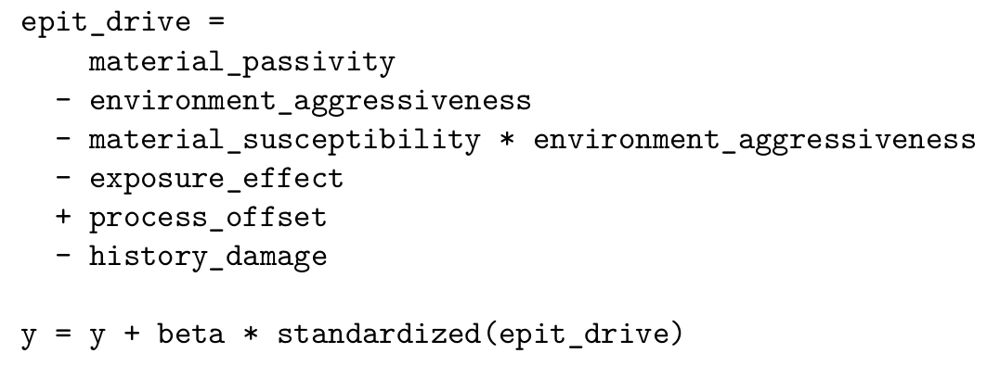 epit_drive =
    material_passivity
  - environment_aggressiveness
  - material_susceptibility * environment_aggressiveness
  - exposure_effect
  + process_offset
  - history_damage

y = y + beta * standardized(epit_drive)